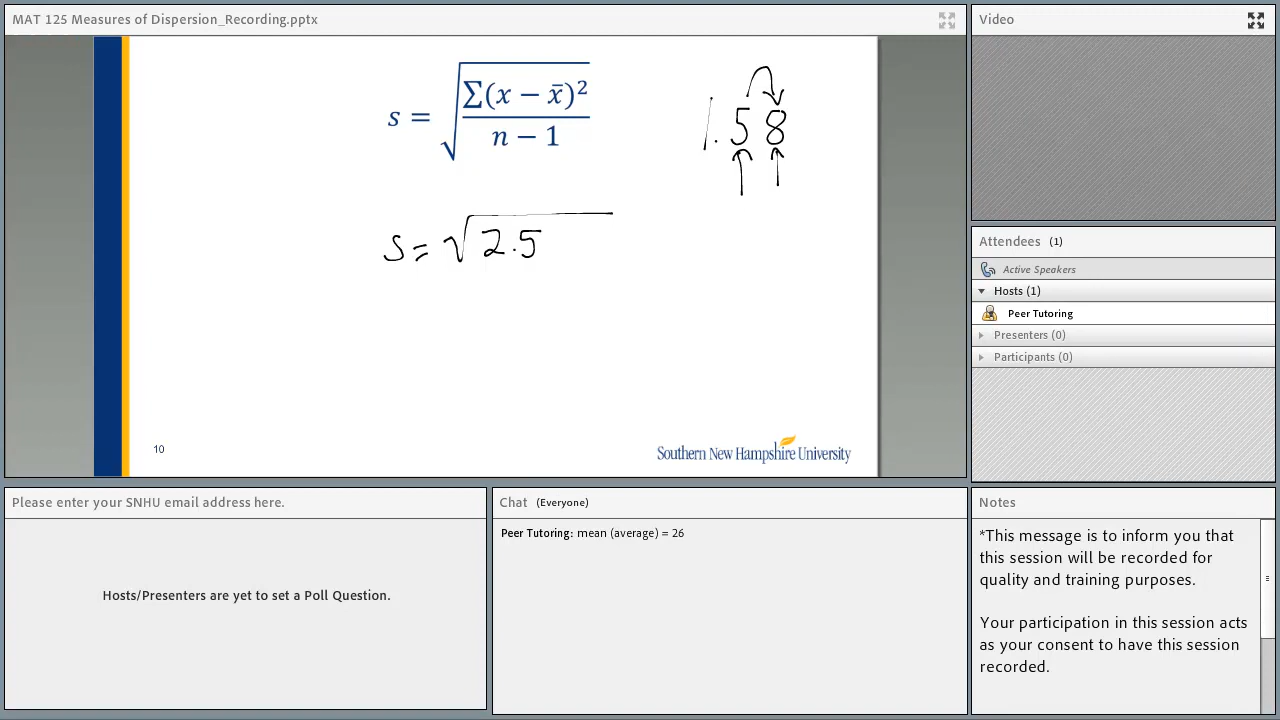 MAT 125 Measures of Dispersion_Recording.pptx
s = √(∑(x − x̄)² / (n − 1))
1.58
s = √2.5
10
Southern New Hampshire University
Video
Attendees (1)
Active Speakers
Hosts (1)
Peer Tutoring
Presenters (0)
Participants (0)
Please enter your SNHU email address here.
Hosts/Presenters are yet to set a Poll Question.
Chat (Everyone)
Peer Tutoring: mean (average) = 26
Notes
*This message is to inform you that
this session will be recorded for
quality and training purposes.
Your participation in this session acts
as your consent to have this session
recorded.